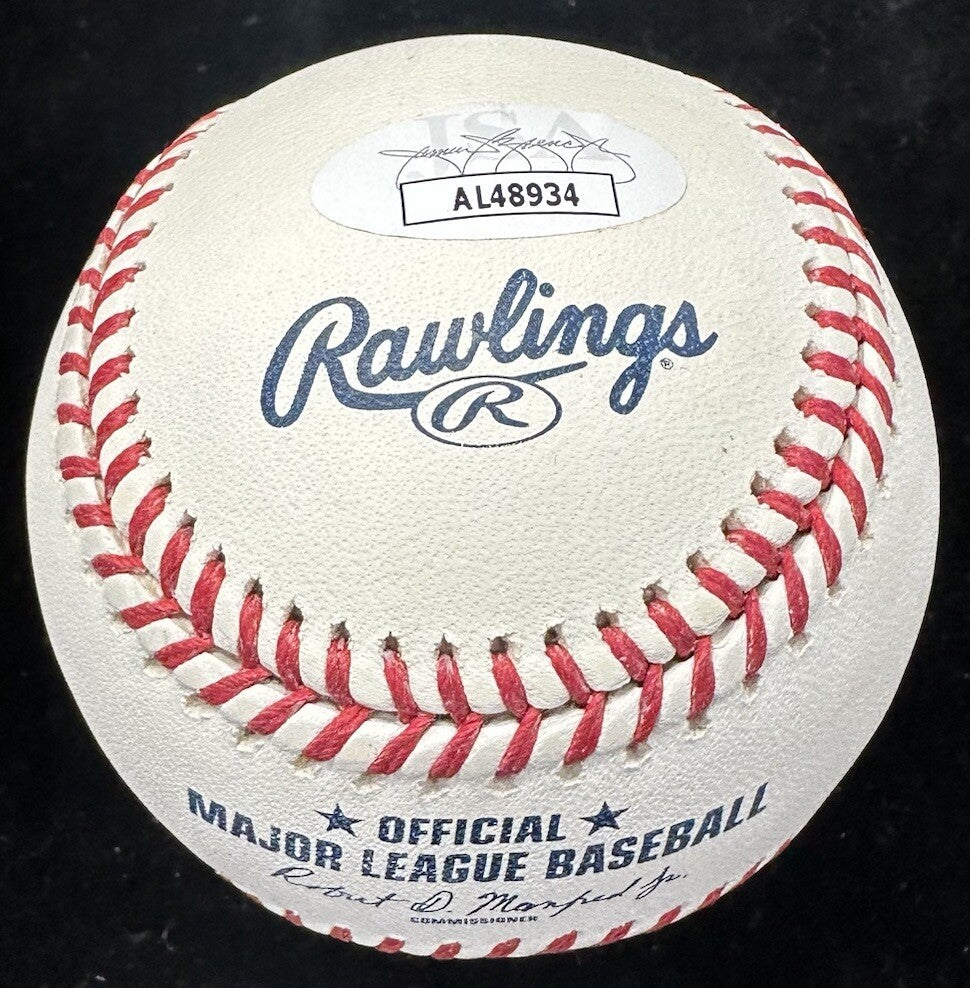 JSA
AL48934
Rawlings®
R
★ OFFICIAL ★
MAJOR LEAGUE BASEBALL
Robert D. Manfred Jr.
COMMISSIONER